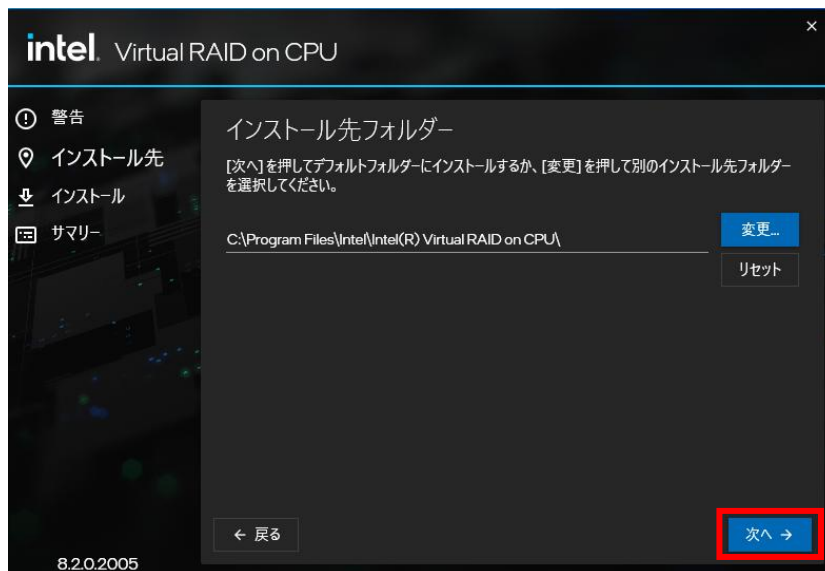 ×
intel. Virtual RAID on CPU
警告
インストール先
インストール
サマリー
インストール先フォルダー
[次へ] を押してデフォルトフォルダーにインストールするか、[変更] を押して別のインストール先フォルダー
を選択してください。
C:\Program Files\Intel\Intel(R) Virtual RAID on CPU\
変更...
リセット
← 戻る
次へ →
8.2.0.2005